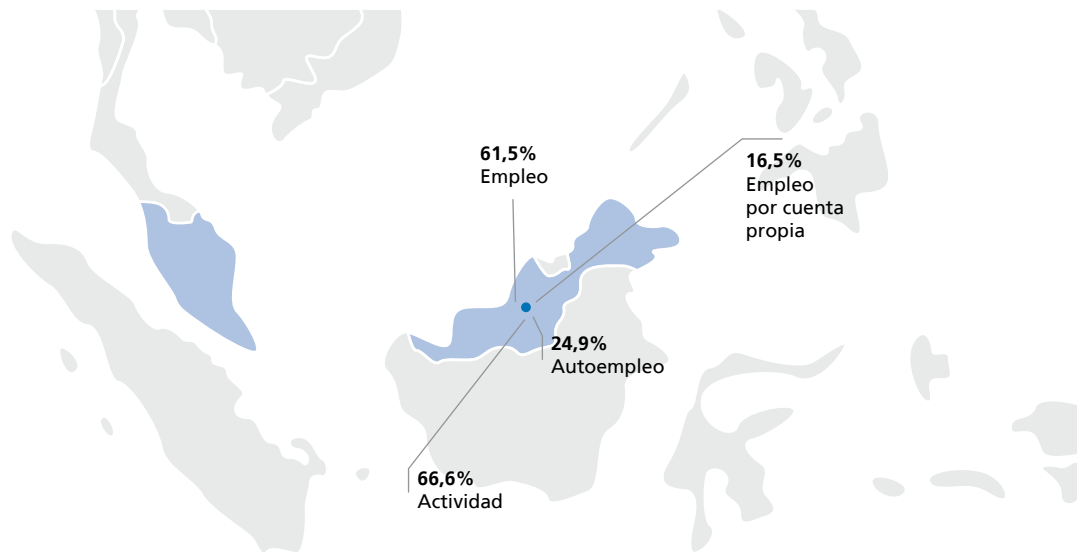 61,5%
Empleo
16,5%
Empleo
por cuenta
propia
24,9%
Autoempleo
66,6%
Actividad